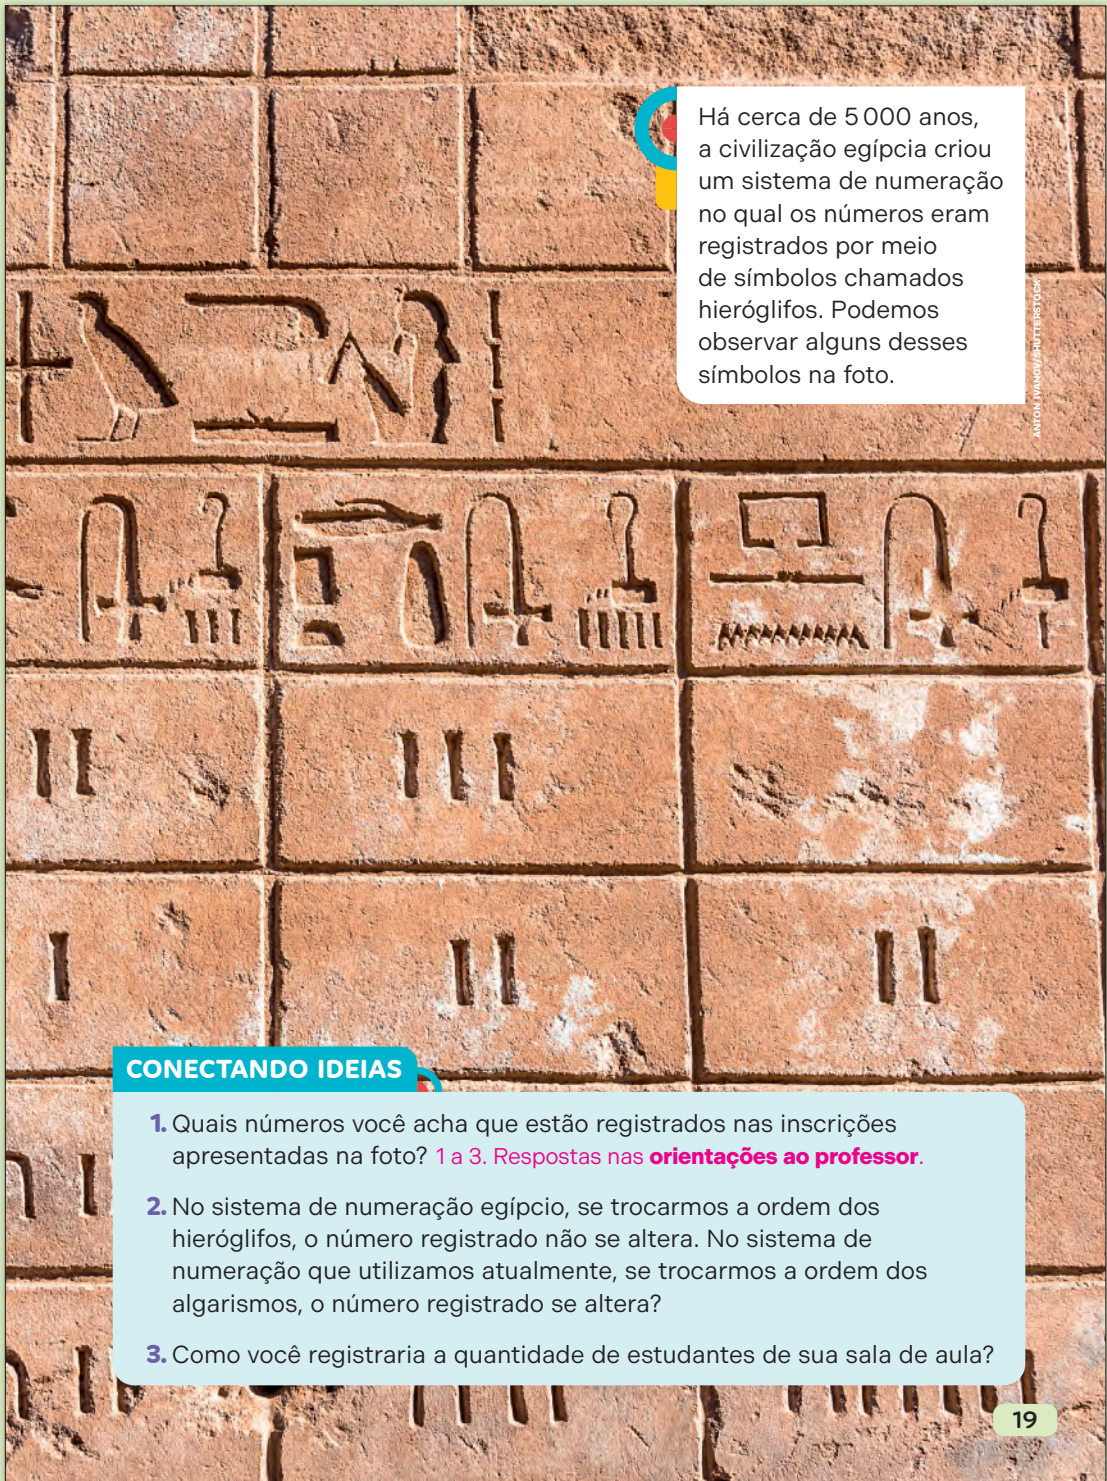 Há cerca de 5 000 anos,
a civilização egípcia criou
um sistema de numeração
no qual os números eram
registrados por meio
de símbolos chamados
hieróglifos. Podemos
observar alguns desses
símbolos na foto.
ANTON IVANOV/SHUTTERSTOCK
CONECTANDO IDEIAS
1. Quais números você acha que estão registrados nas inscrições
apresentadas na foto? 1 a 3. Respostas nas orientações ao professor.
2. No sistema de numeração egípcio, se trocarmos a ordem dos
hieróglifos, o número registrado não se altera. No sistema de
numeração que utilizamos atualmente, se trocarmos a ordem dos
algarismos, o número registrado se altera?
3. Como você registraria a quantidade de estudantes de sua sala de aula?
19